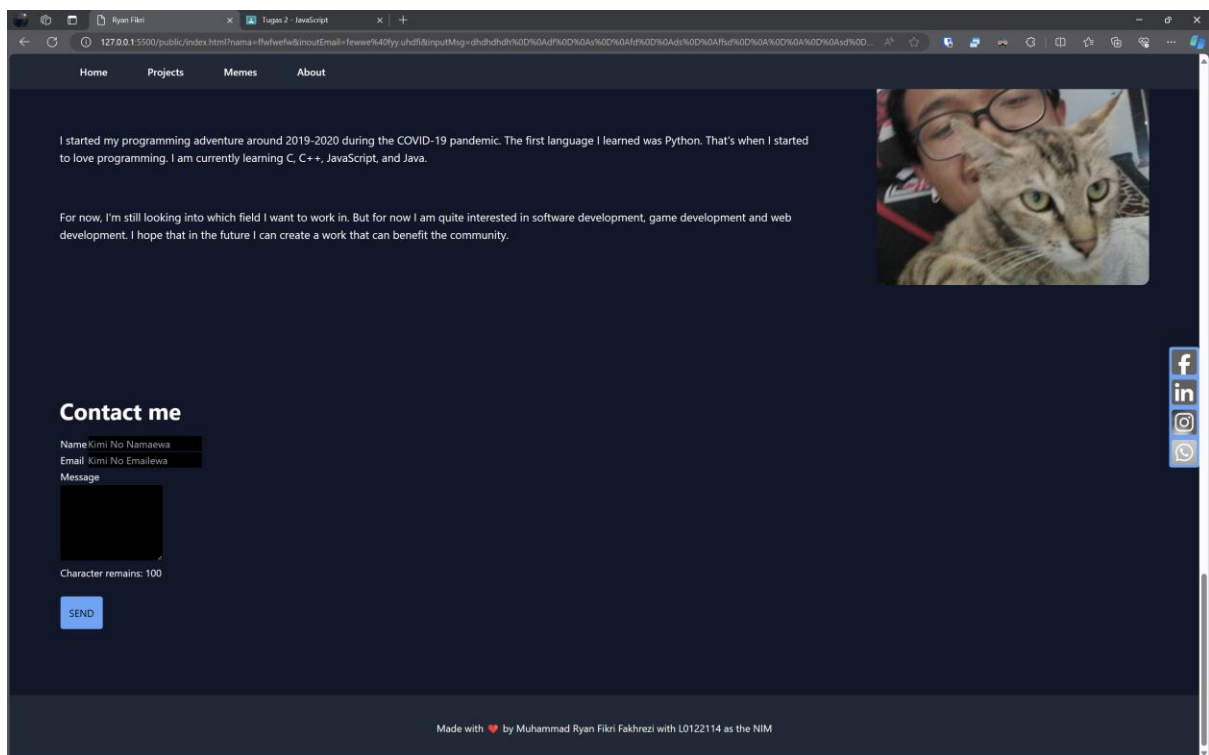 Ryan Fikri
Tugas 2 - JavaScript
127.0.0.1:5500/public/index.html?nama=ffwfwefw&inoutEmail=fewwe%40fyy.uhdfi&inputMsg=dhdhdhdh%0D%0Adf%0D%0As%0D%0Afd%0D%0Ads%0D%0Affsd%0D%0A%0D%0A%0D%0Asd%0D...
Home Projects Memes About
I started my programming adventure around 2019-2020 during the COVID-19 pandemic. The first language I learned was Python. That's when I started
to love programming. I am currently learning C, C++, JavaScript, and Java.
For now, I'm still looking into which field I want to work in. But for now I am quite interested in software development, game development and web
development. I hope that in the future I can create a work that can benefit the community.
Contact me
Name Kimi No Namaewa
Email Kimi No Emailewa
Message
Character remains: 100
SEND
Made with ❤️ by Muhammad Ryan Fikri Fakhrezi with L0122114 as the NIM